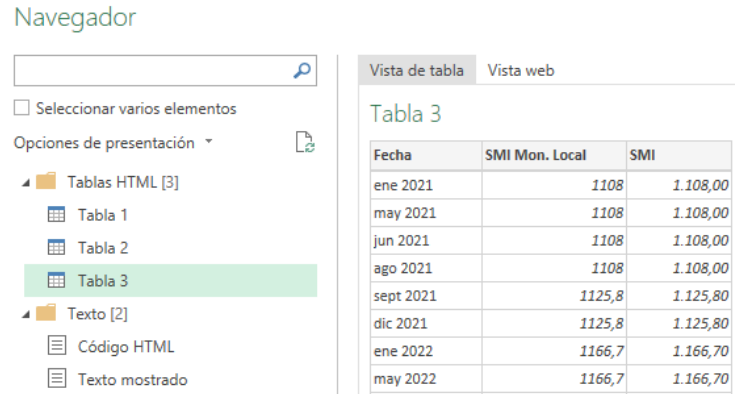 Navegador
Seleccionar varios elementos
Opciones de presentación
Tablas HTML [3]
Tabla 1
Tabla 2
Tabla 3
Texto [2]
Código HTML
Texto mostrado
Vista de tabla Vista web
Tabla 3
Fecha SMI Mon. Local SMI
ene 2021 1108 1.108,00
may 2021 1108 1.108,00
jun 2021 1108 1.108,00
ago 2021 1108 1.108,00
sept 2021 1125,8 1.125,80
dic 2021 1125,8 1.125,80
ene 2022 1166,7 1.166,70
may 2022 1166,7 1.166,70